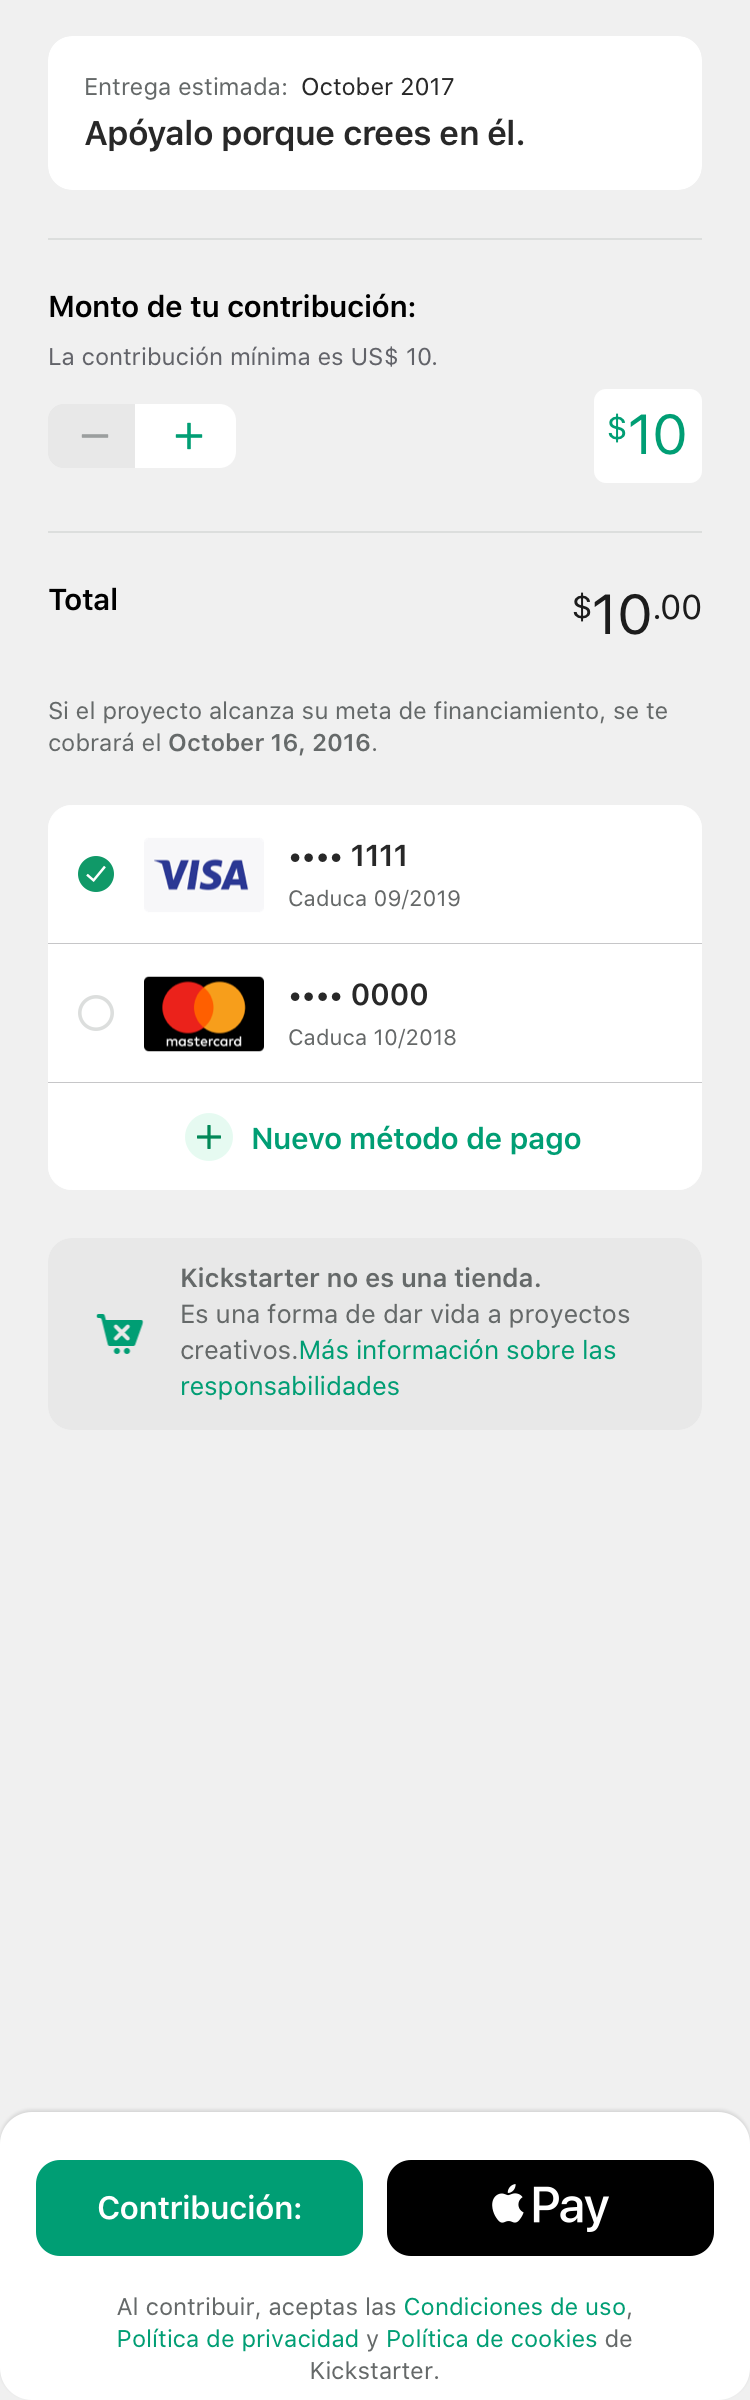 Entrega estimada: October 2017
Apóyalo porque crees en él.
Monto de tu contribución:
La contribución mínima es US$ 10.
$10
Total
$10.00
Si el proyecto alcanza su meta de financiamiento, se te
cobrará el October 16, 2016.
VISA
•••• 1111
Caduca 09/2019
mastercard
•••• 0000
Caduca 10/2018
Nuevo método de pago
Kickstarter no es una tienda.
Es una forma de dar vida a proyectos
creativos.Más información sobre las
responsabilidades
Contribución:
Pay
Al contribuir, aceptas las Condiciones de uso,
Política de privacidad y Política de cookies de
Kickstarter.